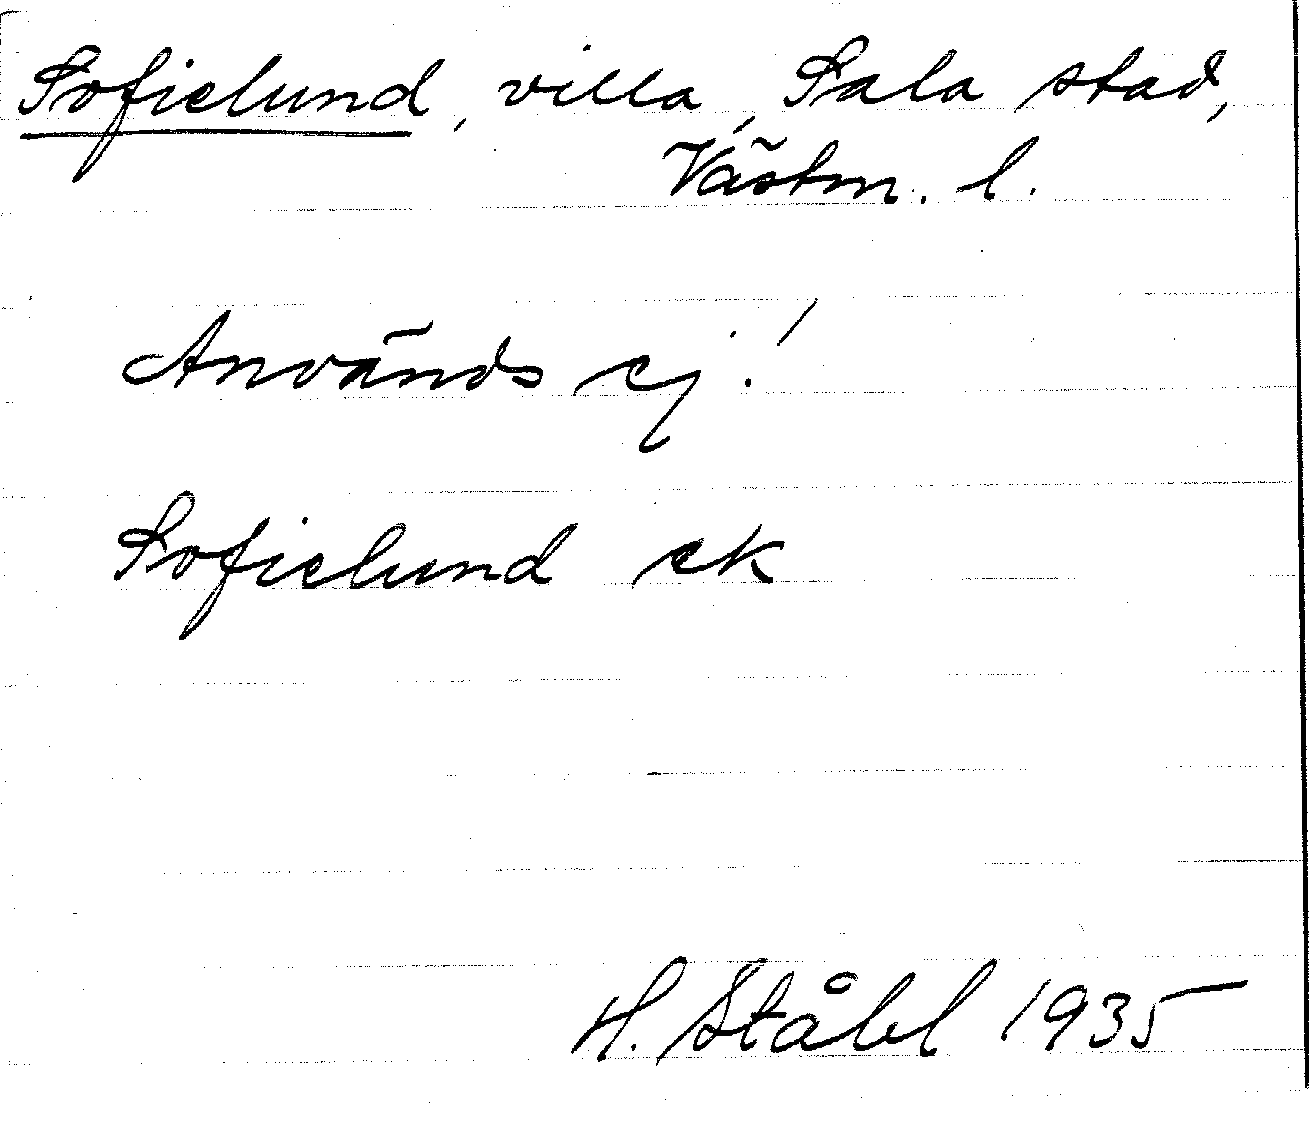 Sofielund, villa, Sala stad,
Västm. l.
Används ej!
Sofielund ek
H. Ståhl 1935